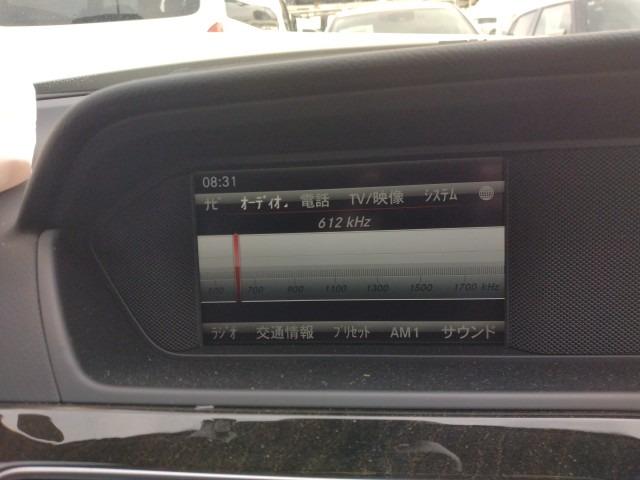 08:31
ナビ オーディオ. 電話 TV/映像 システム
612 kHz
700 900 1100 1300 1500 1700 kHz
ラジオ 交通情報 プリセット AM1 サウンド